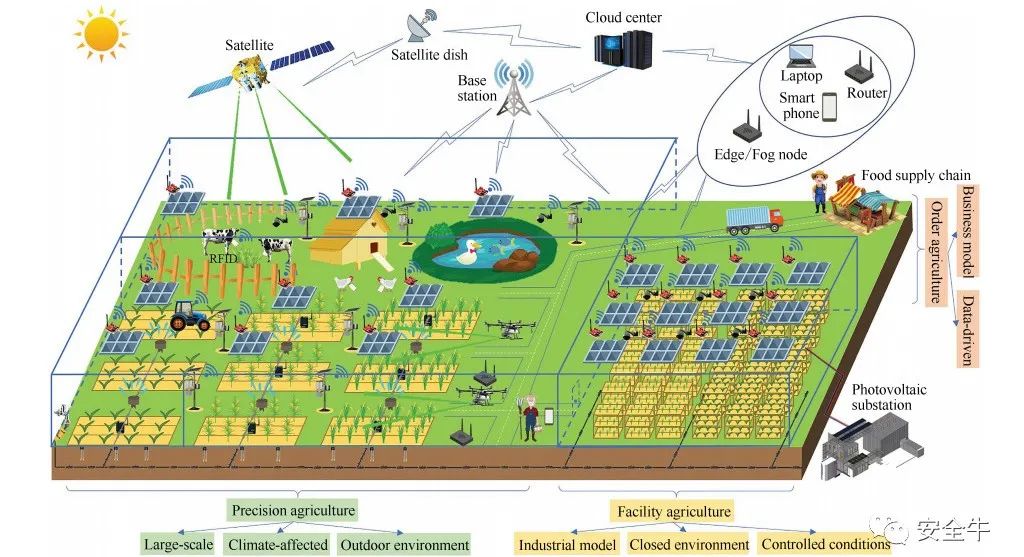 Cloud center
Satellite
Satellite dish
Base
station
Laptop
Smart
phone
Router
Edge/Fog node
Food supply chain
RFID
Order agriculture
Business model
Data-driven
Photovoltaic
substation
Precision agriculture
Facility agriculture
Large-scale
Climate-affected
Outdoor environment
Industrial model
Closed environment
Controlled conditions
安全牛